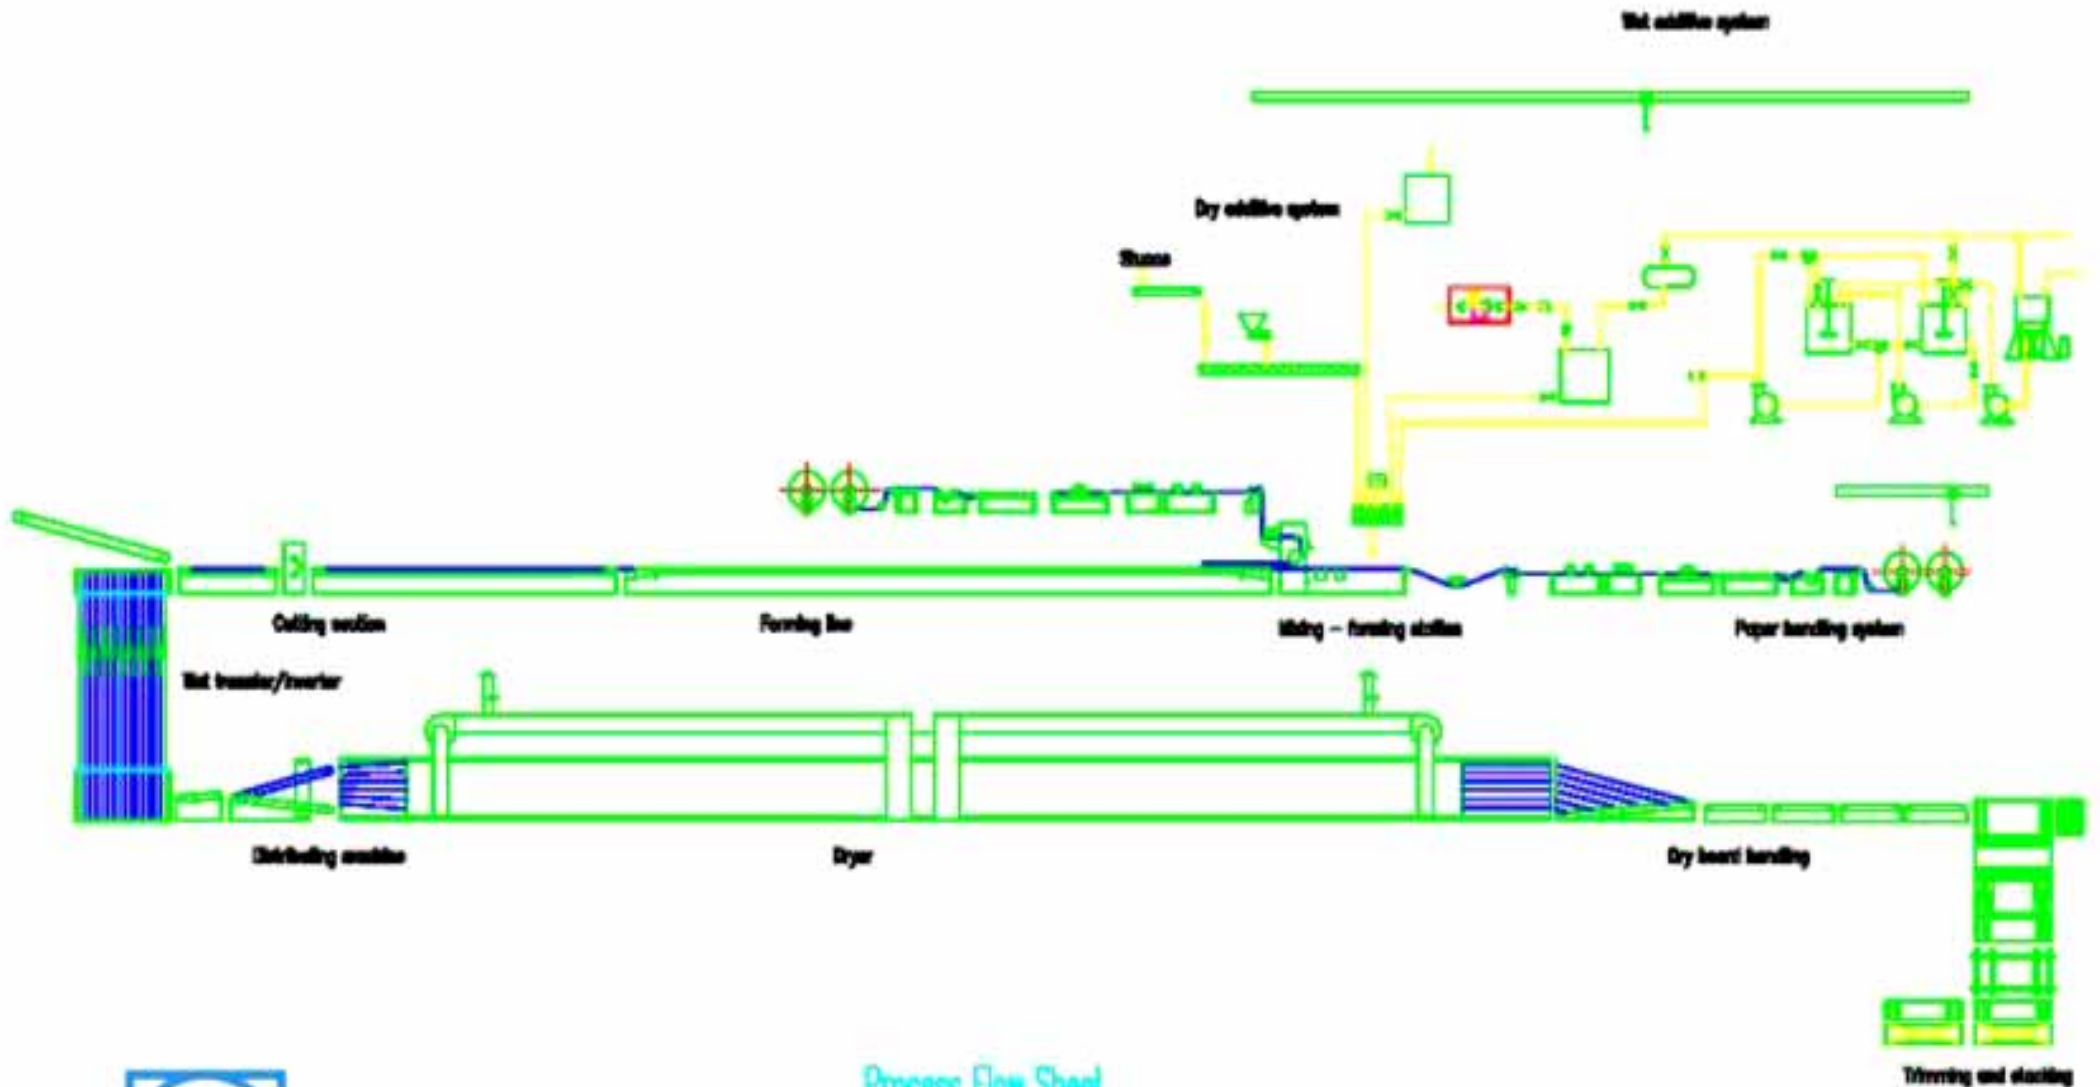 Wet additive system
Dry additive system
Stucco
Cutting section
Forming line
Mixing – forming station
Paper handling system
Wet transfer/inverter
Distributing machine
Dryer
Dry board handling
Process Flow Sheet
Trimming and stacking